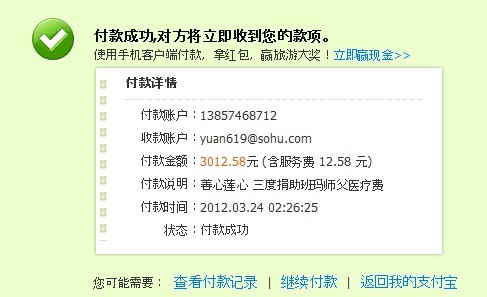 付款成功,对方将立即收到您的款项。
使用手机客户端付款，拿红包，赢旅游大奖！立即赢现金>>
付款详情
付款账户：13857468712
收款账户：yuan619@sohu.com
付款金额：3012.58元 (含服务费 12.58 元)
付款说明：善心莲心 三度捐助班玛师父医疗费
付款时间：2012.03.24 02:26:25
状态：付款成功
您可能需要： 查看付款记录 | 继续付款 | 返回我的支付宝